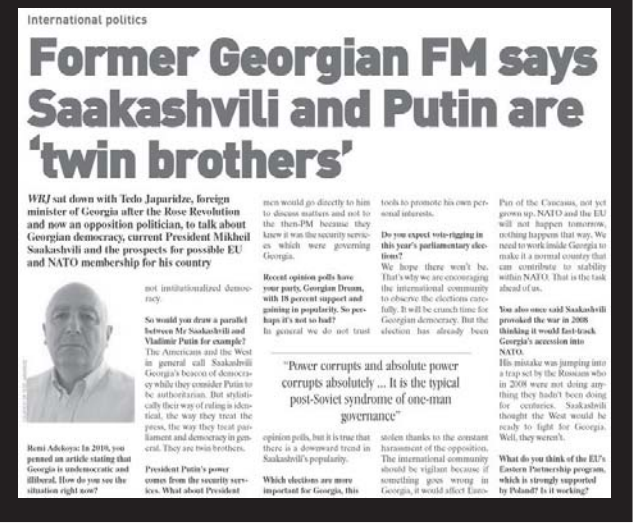 International politics
Former Georgian FM says
Saakashvili and Putin are
‘twin brothers’
WRJ sat down with Tedo Japaridze, foreign
minister of Georgia after the Rose Revolution
and now an opposition politician, to talk about
Georgian democracy, current President Mikheil
Saakashvili and the prospects for possible EU
and NATO membership for his country
Remi Adekoya: In 2010, you
penned an article stating that
Georgia is undemocratic and
illiberal. How do you see the
situation right now?
not institutionalized democ-
racy.
So would you draw a parallel
between Mr Saakashvili and
Vladimir Putin for example?
The Americans and the West
in general call Saakashvili
Georgia's beacon of democra-
cy while they consider Putin to
be authoritarian. But stylisti-
cally their way of ruling is iden-
tical, the way they treat the
press, the way they treat par-
liament and democracy in gen-
eral. They are twin brothers.
President Putin's power
comes from the security serv-
ices. What about President
men would go directly to him
to discuss matters and not to
the then-PM because they
knew it was the security servic-
es which were governing
Georgia.
Recent opinion polls have
your party, Georgian Dream,
with 18 percent support and
gaining in popularity. So per-
haps it's not so bad?
In general we do not trust
“Power corrupts and absolute power
corrupts absolutely ... It is the typical
post-Soviet syndrome of one-man
governance”
opinion polls, but it is true that
there is a downward trend in
Saakashvili's popularity.
Which elections are more
important for Georgia, this
tools to promote his own per-
sonal interests.
Do you expect vote-rigging in
this year's parliamentary elec-
tions?
We hope there won't be.
That's why we are encouraging
the international community
to observe the elections care-
fully. It will be crunch time for
Georgian democracy. But the
election has already been
stolen thanks to the constant
harassment of the opposition.
The international community
should be vigilant because if
something goes wrong in
Georgia, it would affect Euro-
Pan of the Caucasus, not yet
grown up. NATO and the EU
will not happen tomorrow,
nothing happens that way. We
need to work inside Georgia to
make it a normal country that
can contribute to stability
within NATO. That is the task
ahead of us.
You also once said Saakashvili
provoked the war in 2008
thinking it would fast-track
Georgia's accession into
NATO.
His mistake was jumping into
a trap set by the Russians who
in 2008 were not doing any-
thing they hadn't been doing
for centuries. Saakashvili
thought the West would be
ready to fight for Georgia.
Well, they weren't.
What do you think of the EU's
Eastern Partnership program,
which is strongly supported
by Poland? Is it working?